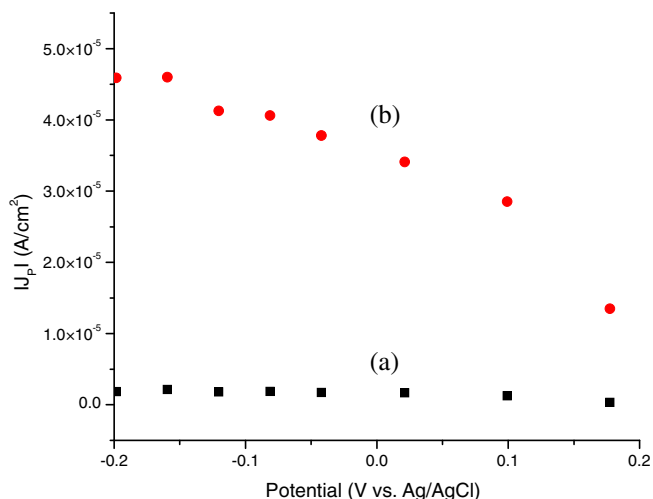 5.0×10⁻⁵
4.0×10⁻⁵
(b)
3.0×10⁻⁵
|J_P| (A/cm²)
2.0×10⁻⁵
1.0×10⁻⁵
(a)
0.0
-0.2 -0.1 0.0 0.1 0.2
Potential (V vs. Ag/AgCl)